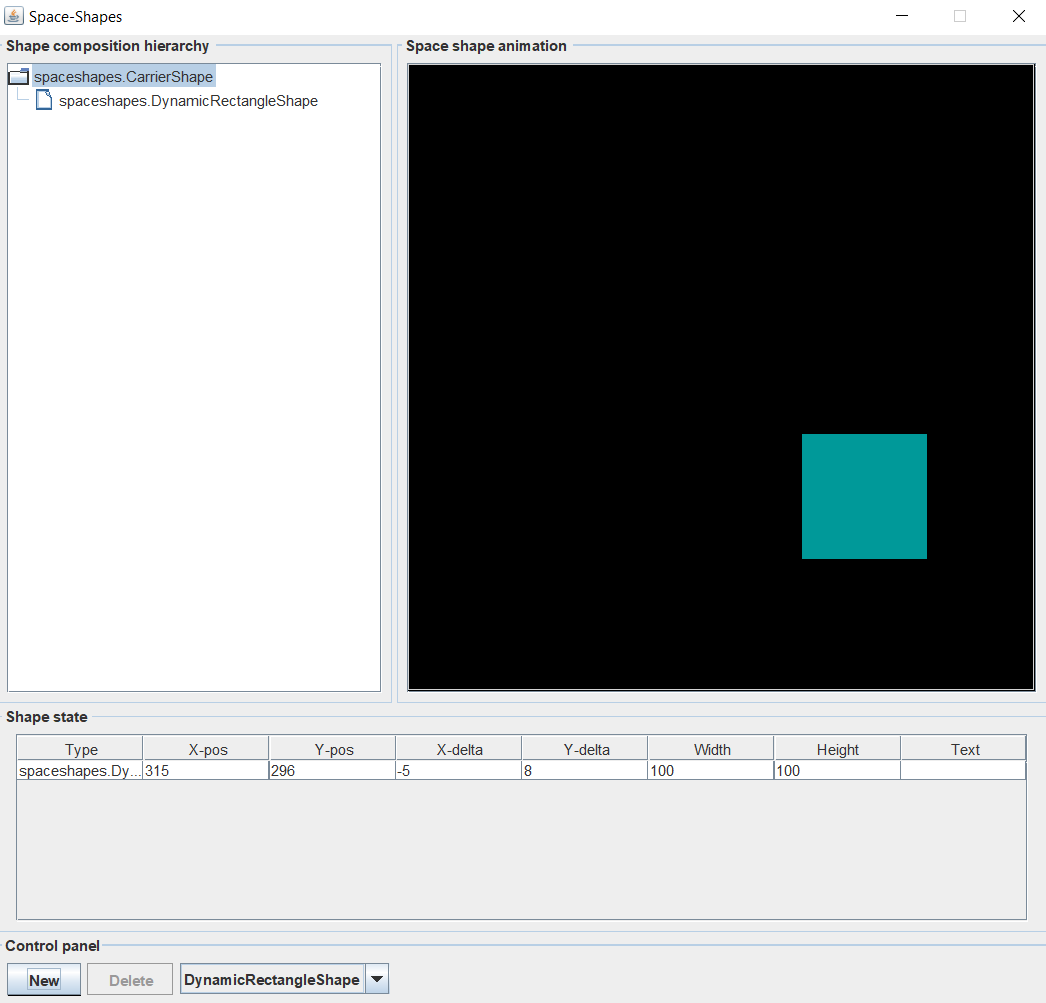 Space-Shapes
Shape composition hierarchy
Space shape animation
spaceshapes.CarrierShape
spaceshapes.DynamicRectangleShape
Shape state
Type X-pos Y-pos X-delta Y-delta Width Height Text
spaceshapes.Dy... 315 296 -5 8 100 100
Control panel
New Delete DynamicRectangleShape